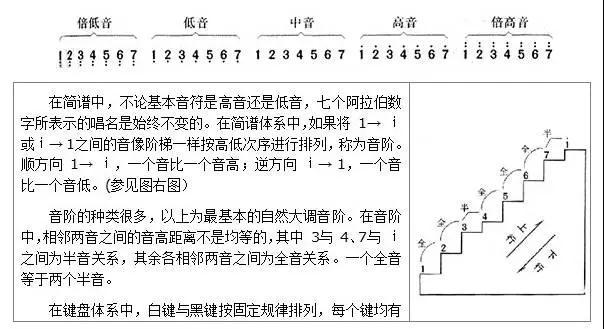 倍低音 低音 中音 高音 倍高音
1̤ 2̤ 3̤ 4̤ 5̤ 6̤ 7̤ 1̣ 2̣ 3̣ 4̣ 5̣ 6̣ 7̣ 1 2 3 4 5 6 7 1̇ 2̇ 3̇ 4̇ 5̇ 6̇ 7̇ 1̈ 2̈ 3̈ 4̈ 5̈ 6̈ 7̈
在简谱中，不论基本音符是高音还是低音，七个阿拉伯数
字所表示的唱名是始终不变的。在简谱体系中，如果将 1→ i
或 i→1之间的音像阶梯一样按高低次序进行排列，称为音阶。
顺方向 1→ i，一个音比一个音高；逆方向 i→1，一个音
比一个音低。(参见图右图）
音阶的种类很多，以上为最基本的自然大调音阶。在音阶
中，相邻两音之间的音高距离不是均等的，其中 3与 4、7与 i
之间为半音关系，其余各相邻两音之间为全音关系。一个全音
等于两个半音。
在键盘体系中，白键与黑键按固定规律排列，每个键均有
1 全 2 全 3 半 4 全 5 全 6 全 7 半 i
上行
下行